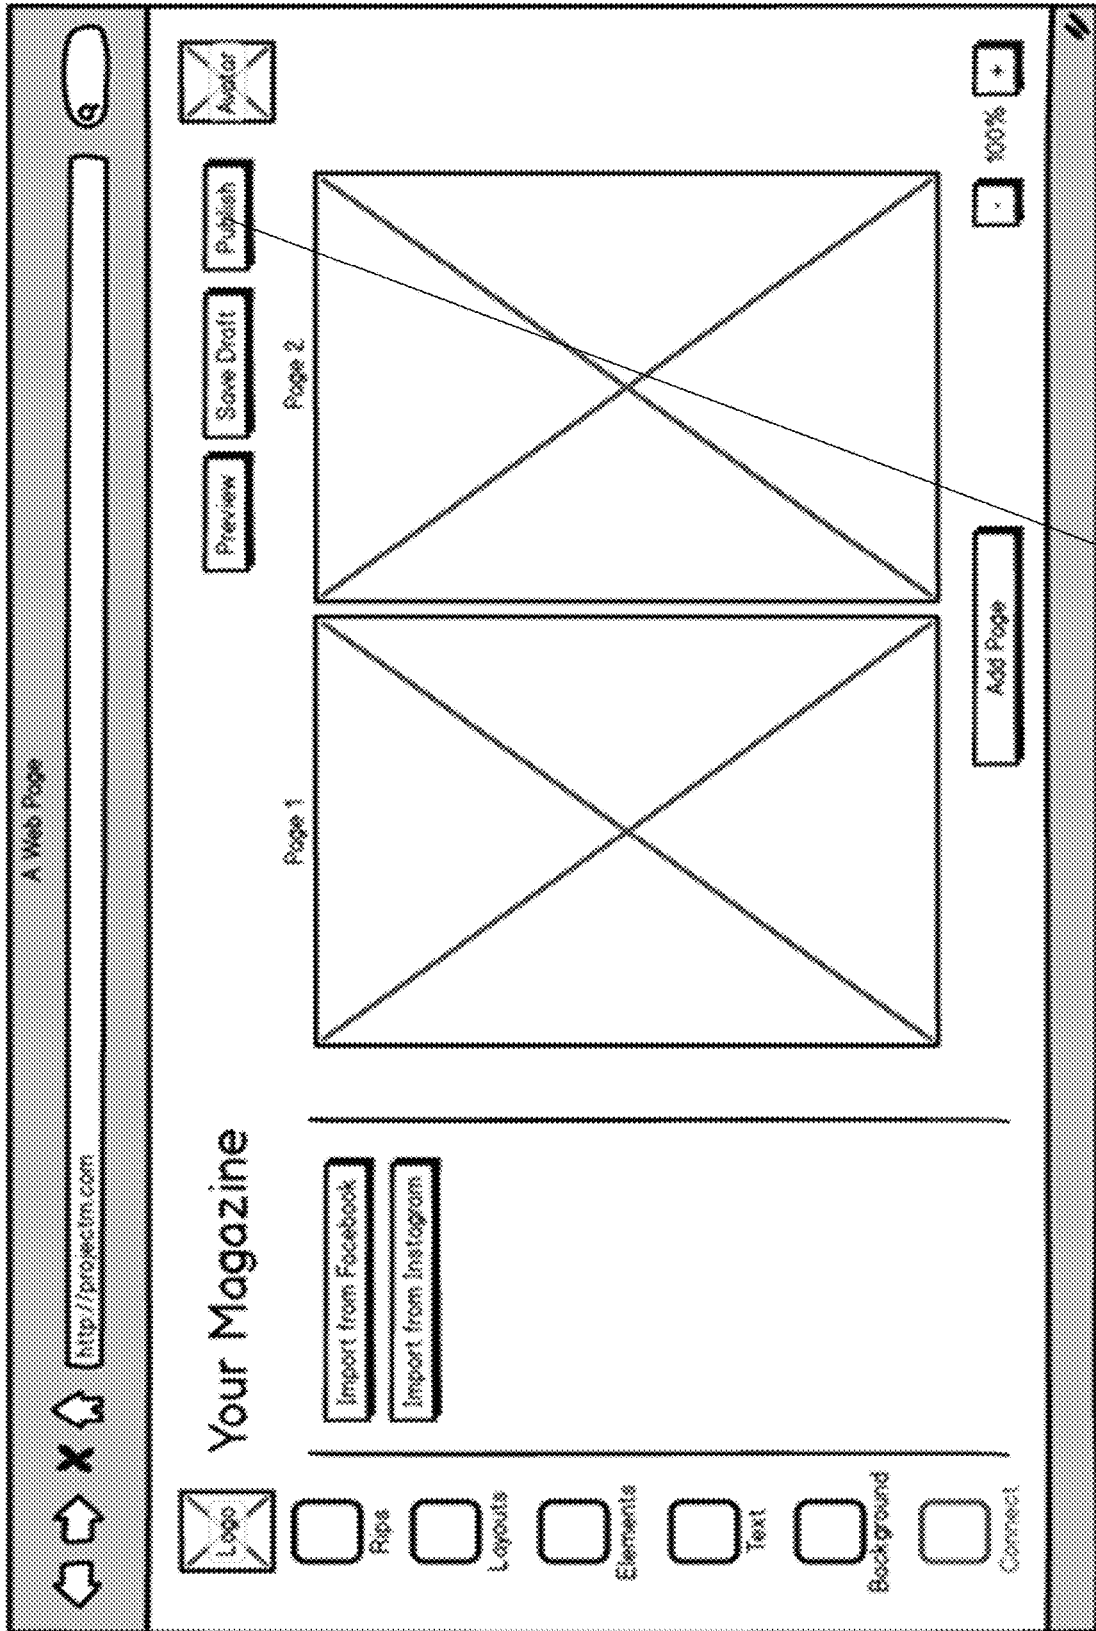 A Web Page
http://projectm.com
Logo
Your Magazine
Preview
Save Draft
Publish
Avatar
Rips
Layouts
Elements
Text
Background
Connect
Import from Facebook
Import from Instagram
Page 1
Page 2
Add Page
-
100%
+